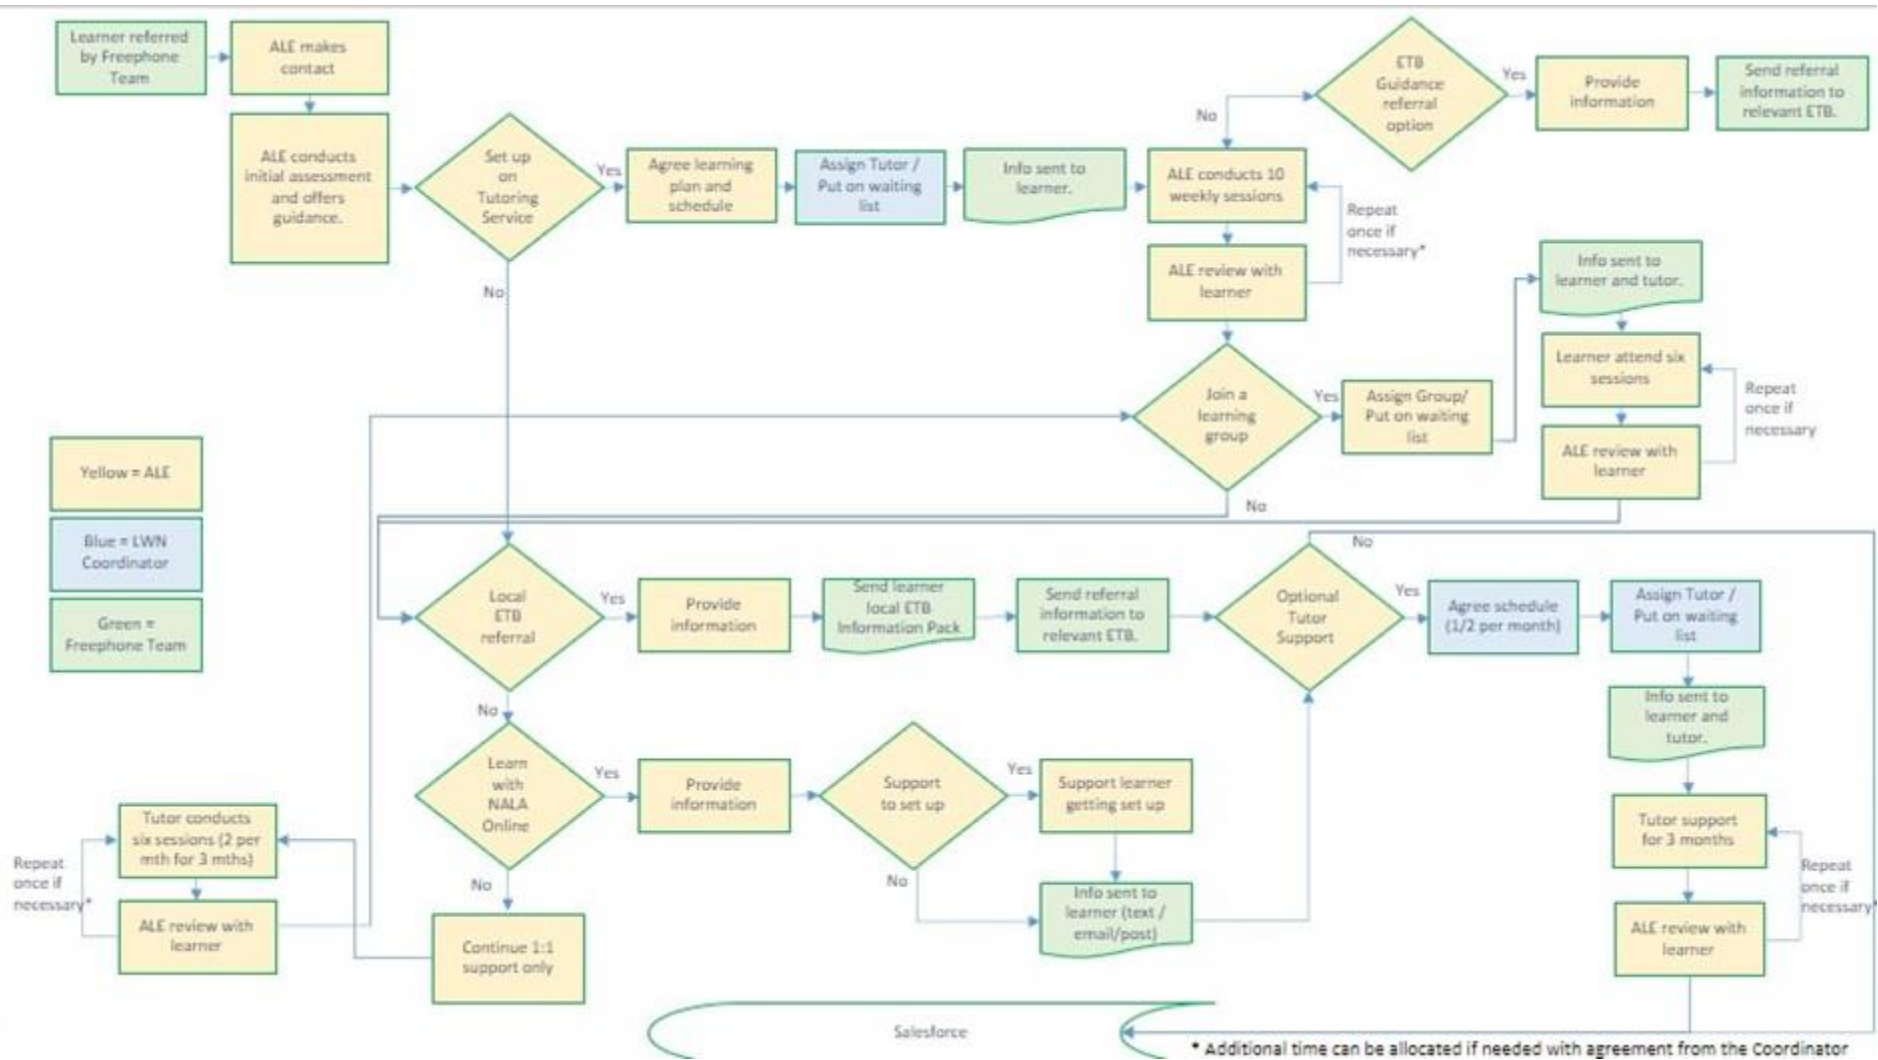 Learner referred
by Freephone
Team
ALE makes
contact
ALE conducts
initial assessment
and offers
guidance.
Set up
on
Tutoring
Service
Yes
No
Agree learning
plan and
schedule
Assign Tutor /
Put on waiting
list
Info sent to
learner.
ALE conducts 10
weekly sessions
No
ETB
Guidance
referral
option
Yes
Provide
information
Send referral
information to
relevant ETB.
Repeat
once if
necessary*
ALE review with
learner
Join a
learning
group
Yes
No
Assign Group/
Put on waiting
list
Info sent to
learner and tutor.
Learner attend six
sessions
Repeat
once if
necessary
ALE review with
learner
Yellow = ALE
Blue = LWN
Coordinator
Green =
Freephone Team
Local
ETB
referral
Yes
No
Provide
information
Send learner
local ETB
Information Pack
Send referral
information to
relevant ETB.
Optional
Tutor
Support
No
Yes
Agree schedule
(1/2 per month)
Assign Tutor /
Put on waiting
list
Info sent to
learner and
tutor.
Tutor support
for 3 months
Repeat
once if
necessary*
ALE review with
learner
Learn
with
NALA
Online
Yes
No
Provide
information
Support
to set up
Yes
No
Support learner
getting set up
Info sent to
learner (text /
email/post)
Continue 1:1
support only
Tutor conducts
six sessions (2 per
mth for 3 mths)
Repeat
once if
necessary*
ALE review with
learner
Salesforce
* Additional time can be allocated if needed with agreement from the Coordinator